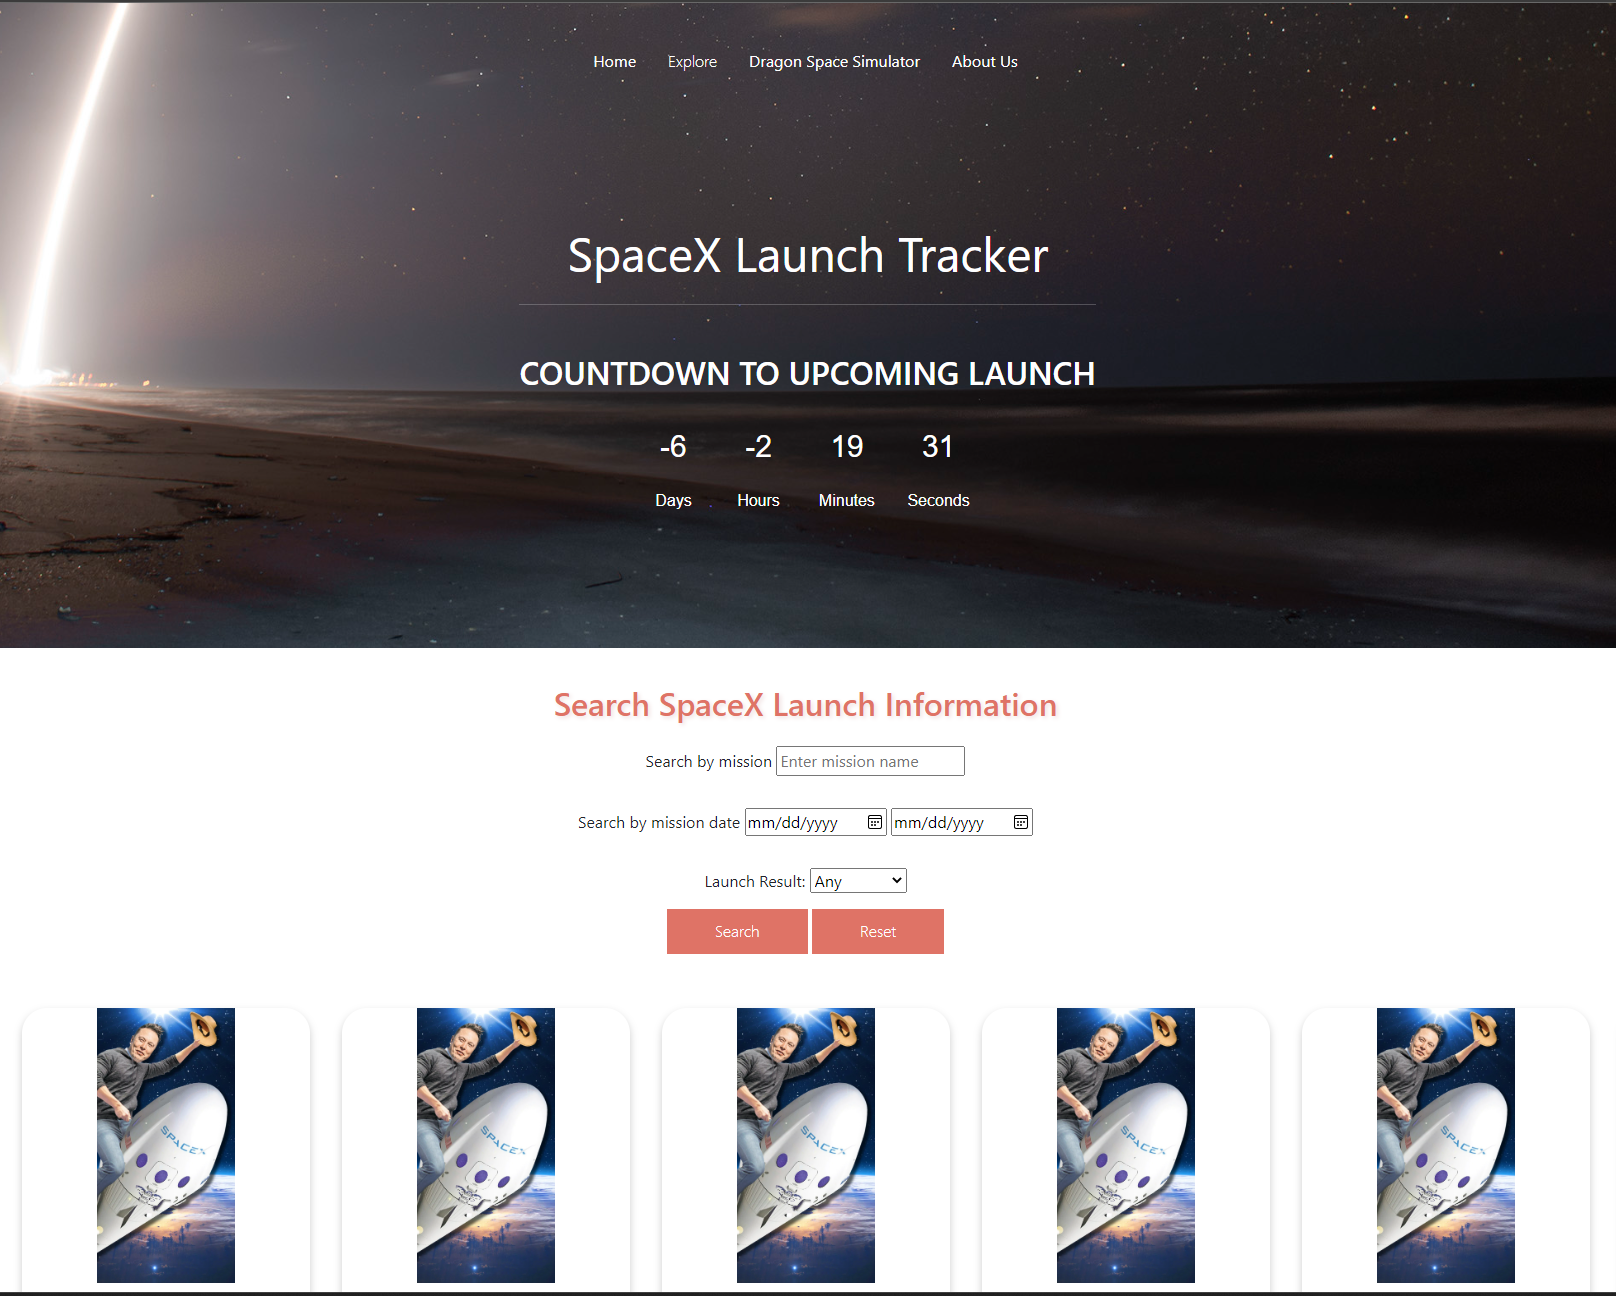 Home Explore Dragon Space Simulator About Us
SpaceX Launch Tracker
COUNTDOWN TO UPCOMING LAUNCH
-6 -2 19 31
Days Hours Minutes Seconds
Search SpaceX Launch Information
Search by mission Enter mission name
Search by mission date mm/dd/yyyy mm/dd/yyyy
Launch Result: Any
Search Reset
SPACEX SPACEX SPACEX SPACEX SPACEX